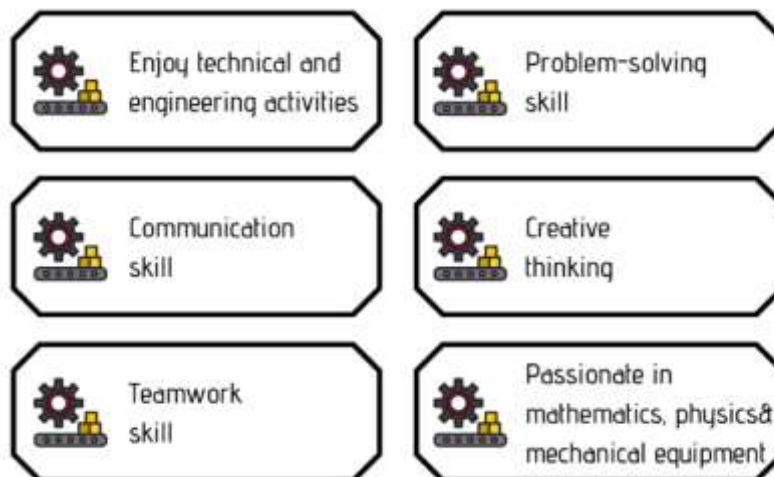 Enjoy technical and
engineering activities
Problem-solving
skill
Communication
skill
Creative
thinking
Teamwork
skill
Passionate in
mathematics, physics&
mechanical equipment